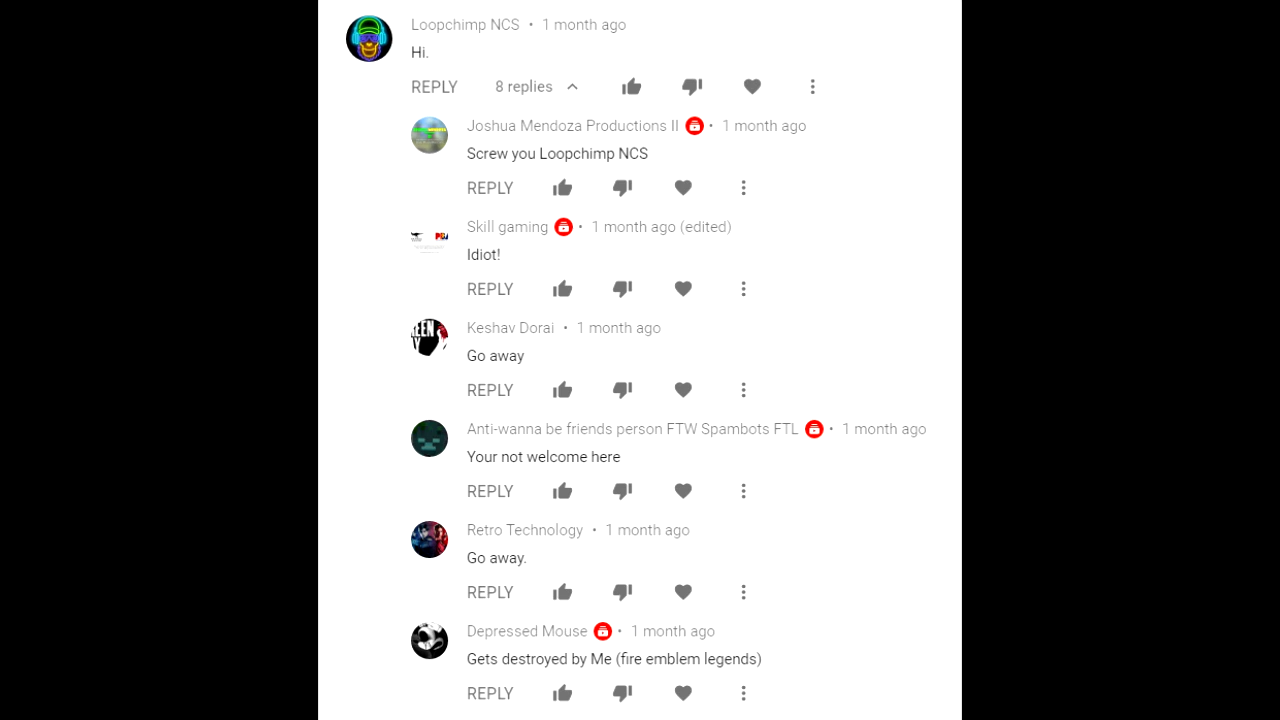 Loopchimp NCS • 1 month ago
Hi.
REPLY 8 replies
Joshua Mendoza Productions II • 1 month ago
Screw you Loopchimp NCS
REPLY
Skill gaming • 1 month ago (edited)
Idiot!
REPLY
Keshav Dorai • 1 month ago
Go away
REPLY
Anti-wanna be friends person FTW Spambots FTL • 1 month ago
Your not welcome here
REPLY
Retro Technology • 1 month ago
Go away.
REPLY
Depressed Mouse • 1 month ago
Gets destroyed by Me (fire emblem legends)
REPLY